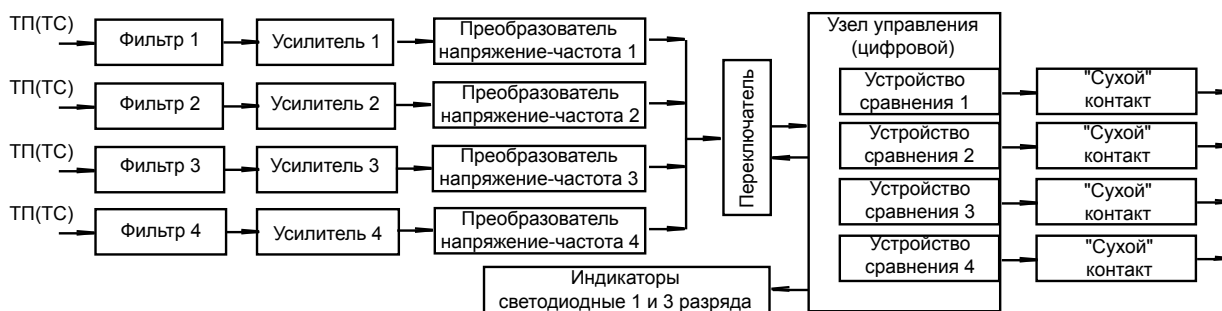 ТП(ТС)
Фильтр 1
Усилитель 1
Преобразователь
напряжение-частота 1
ТП(ТС)
Фильтр 2
Усилитель 2
Преобразователь
напряжение-частота 2
ТП(ТС)
Фильтр 3
Усилитель 3
Преобразователь
напряжение-частота 3
ТП(ТС)
Фильтр 4
Усилитель 4
Преобразователь
напряжение-частота 4
Переключатель
Узел управления
(цифровой)
Устройство
сравнения 1
"Сухой"
контакт
Устройство
сравнения 2
"Сухой"
контакт
Устройство
сравнения 3
"Сухой"
контакт
Устройство
сравнения 4
"Сухой"
контакт
Индикаторы
светодиодные 1 и 3 разряда